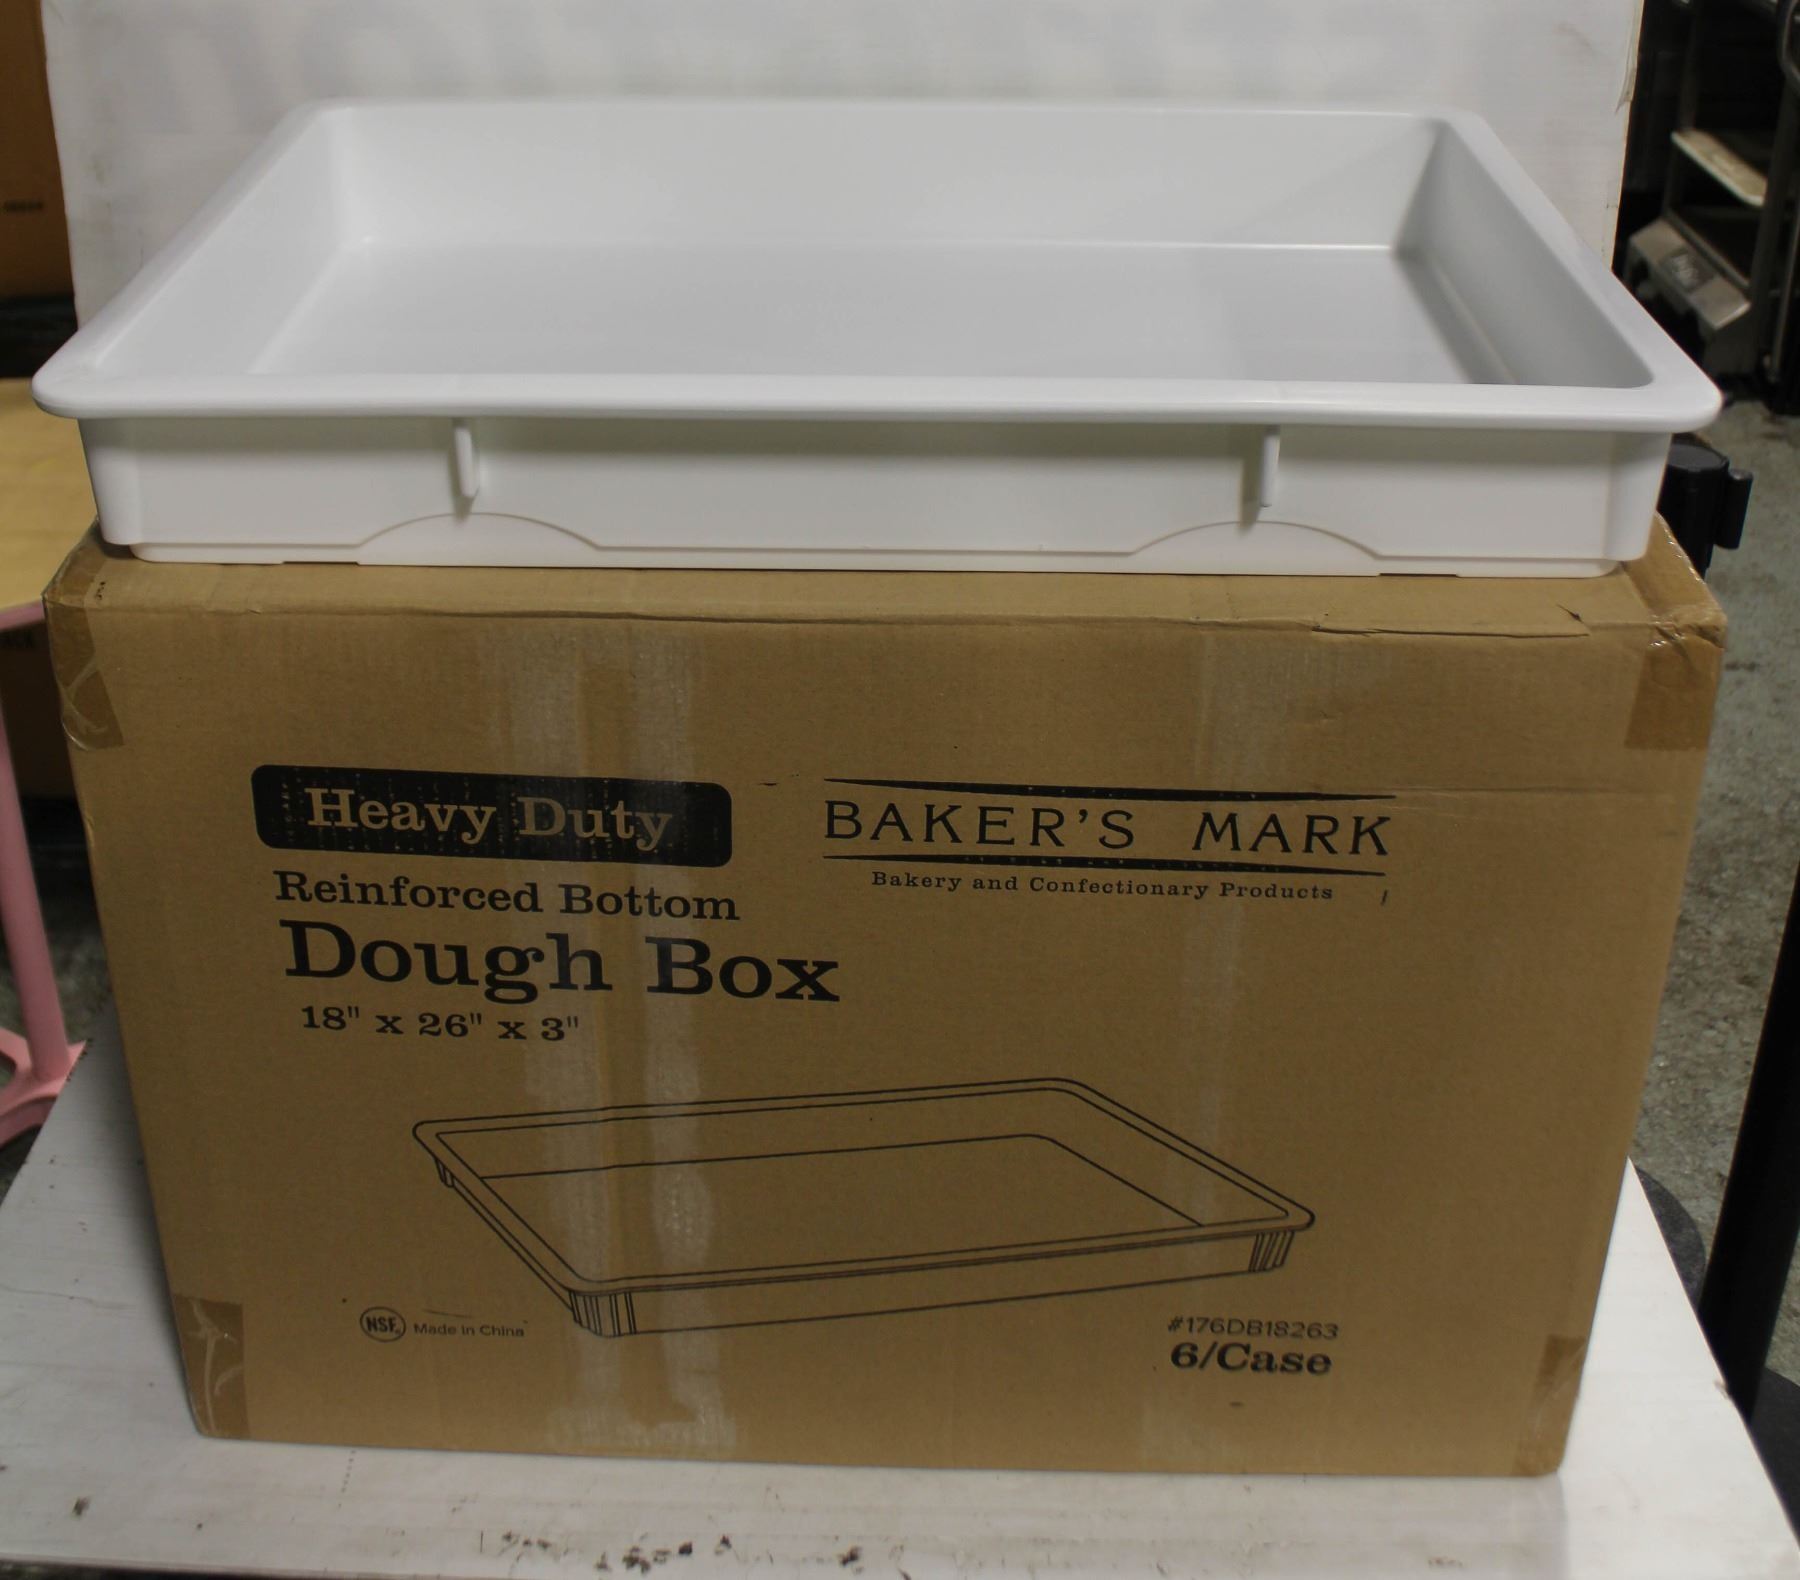 Heavy Duty
Reinforced Bottom
Dough Box
18" x 26" x 3"
BAKER'S MARK
Bakery and Confectionary Products
NSF
Made in China
#176DB18263
6/Case